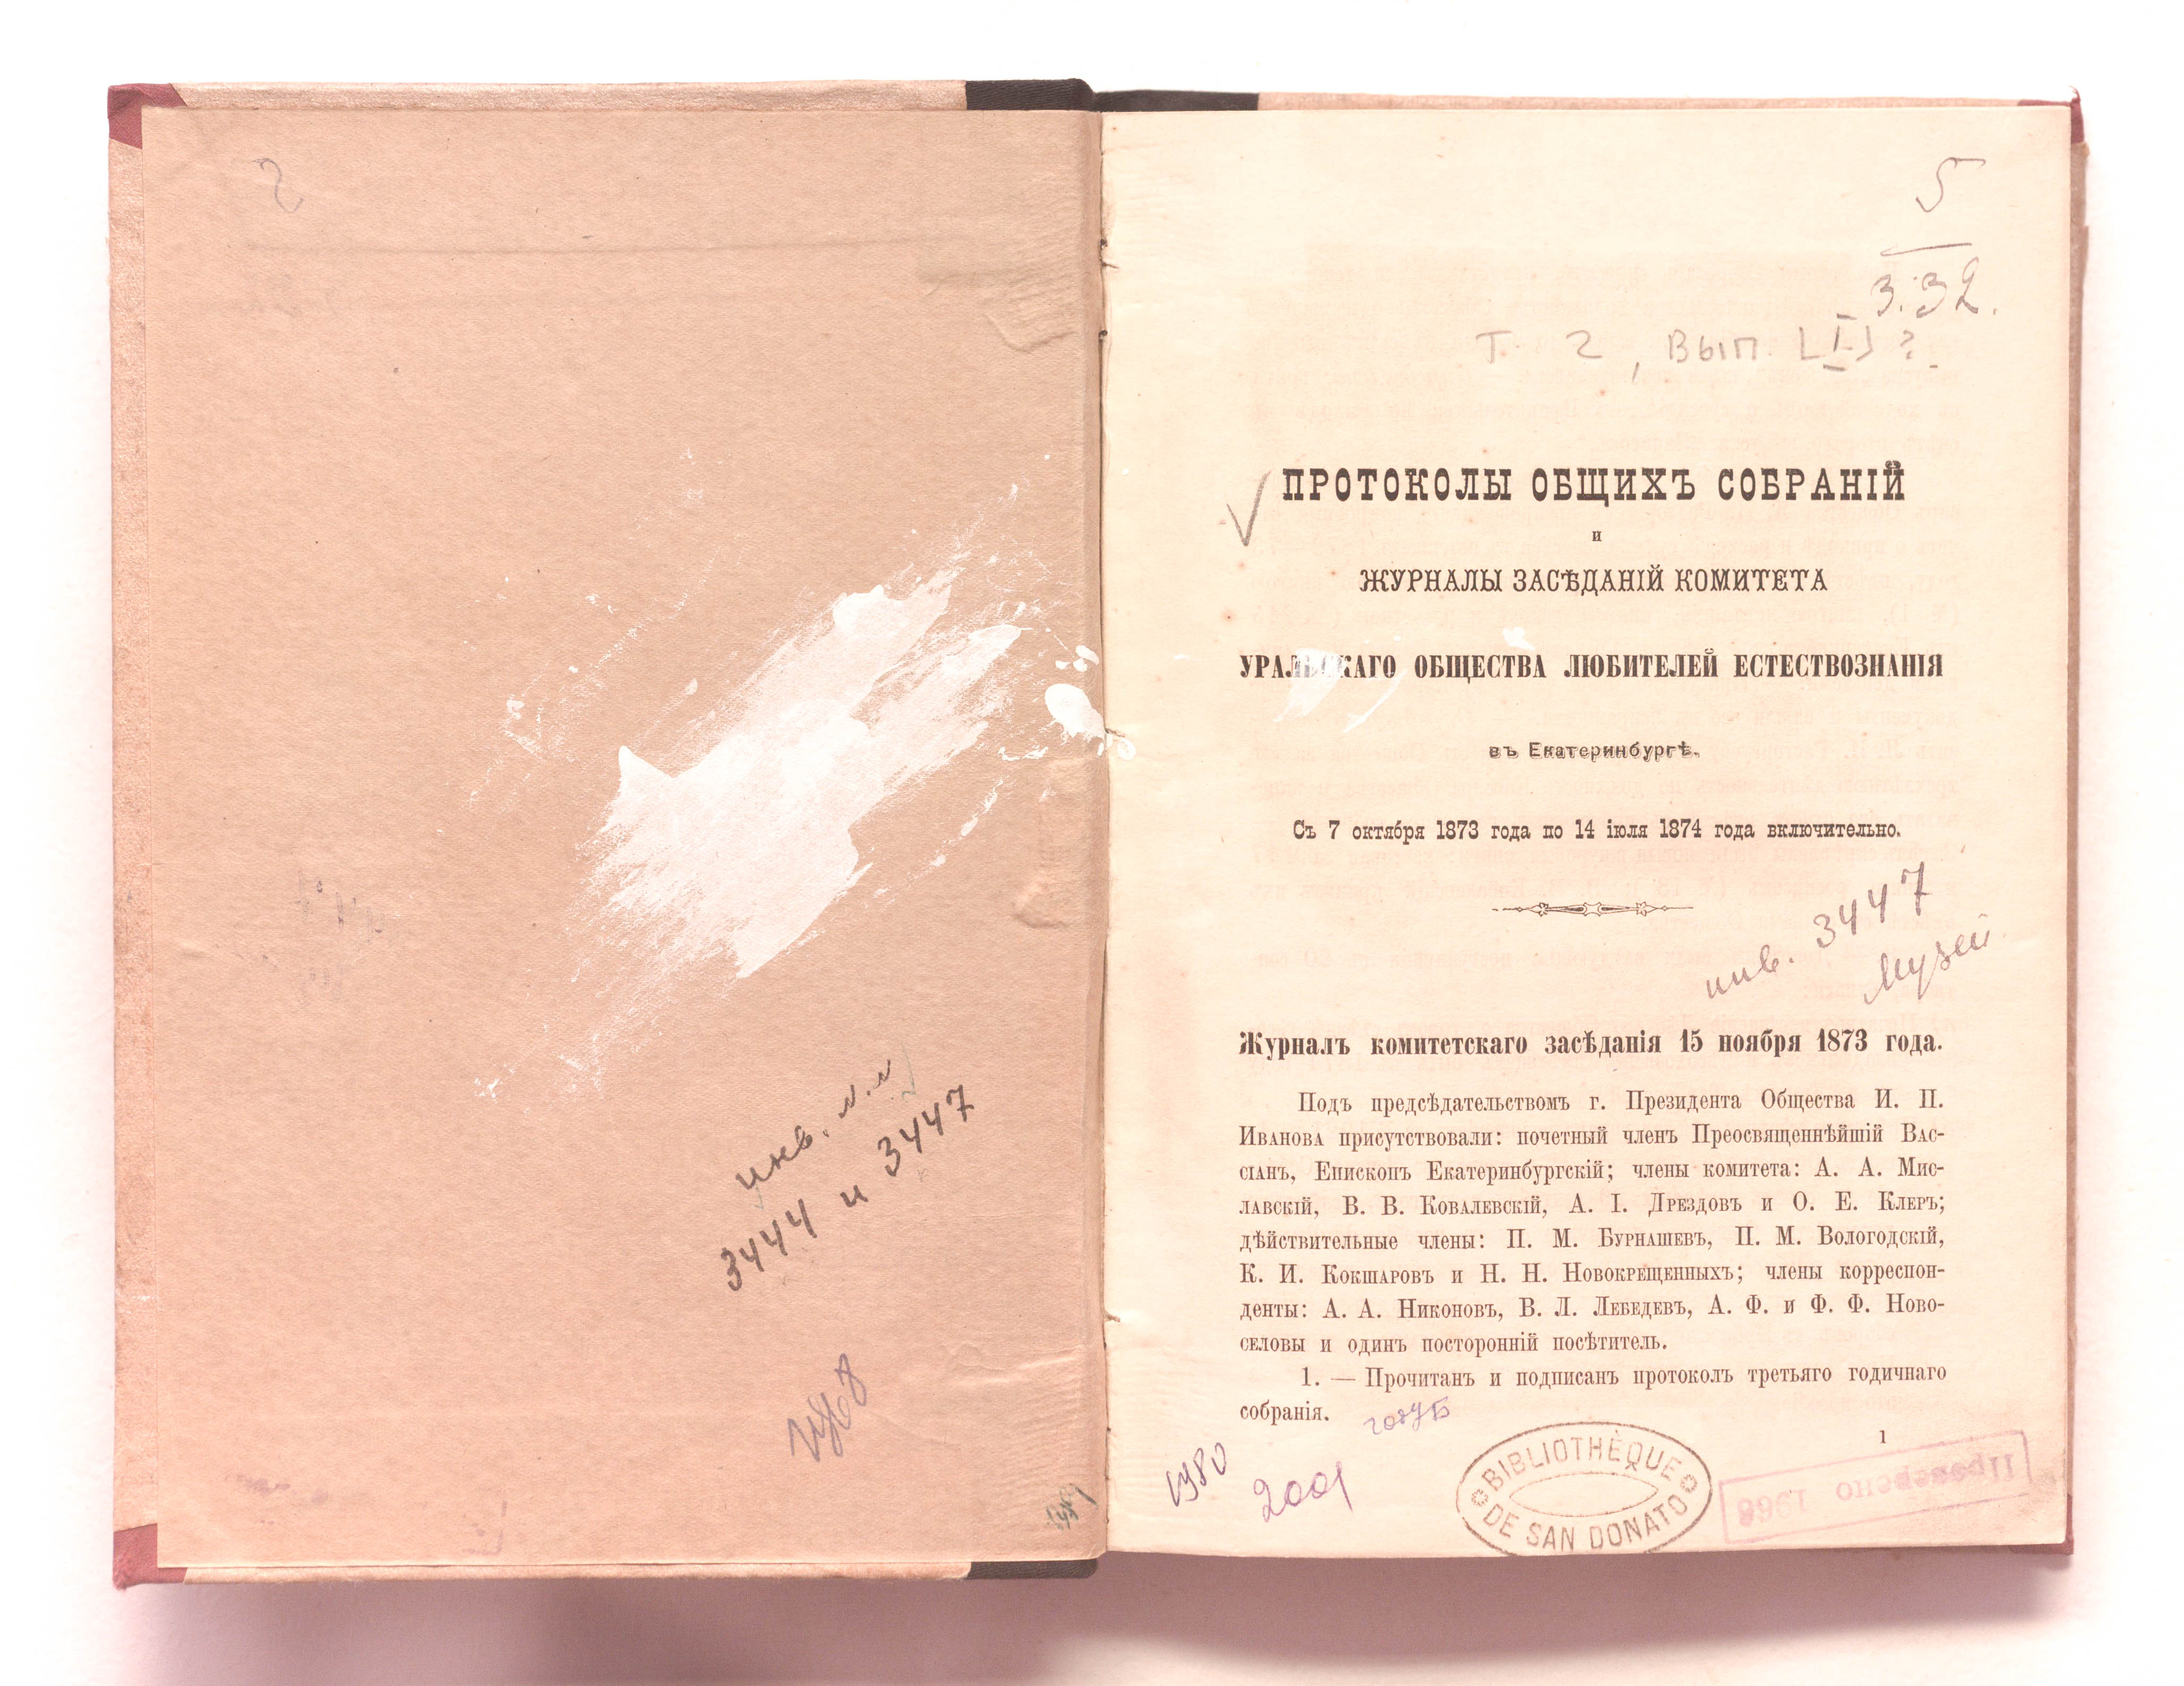 инв. №№
3444 и 3447
5
3.32.
Т. 2, вып. [I]?
ПРОТОКОЛЫ ОБЩИХЪ СОБРАНІЙ
и
ЖУРНАЛЫ ЗАСѢДАНІЙ КОМИТЕТА
УРАЛЬСКАГО ОБЩЕСТВА ЛЮБИТЕЛЕЙ ЕСТЕСТВОЗНАНІЯ
въ Екатеринбургѣ.
Съ 7 октября 1873 года по 14 іюля 1874 года включительно.
инв. 3447
Музей
Журналъ комитетскаго засѣданія 15 ноября 1873 года.
Подъ предсѣдательствомъ г. Президента Общества И. П.
Иванова присутствовали: почетный членъ Преосвященнѣйшій Вас-
сіанъ, Епископъ Екатеринбургскій; члены комитета: А. А. Мис-
лавскій, В. В. Ковалевскій, А. І. Дрездовъ и О. Е. Клеръ;
дѣйствительные члены: П. М. Бурнашевъ, П. М. Вологодскій,
К. И. Кокшаровъ и Н. Н. Новокрещенныхъ; члены корреспон-
денты: А. А. Никоновъ, В. Л. Лебедевъ, А. Ф. и Ф. Ф. Ново-
селовы и одинъ посторонній посѣтитель.
1. — Прочитанъ и подписанъ протоколъ третьяго годичнаго
собранія.
1
2001
BIBLIOTHÈQUE
DE SAN DONATO
Проверено 1968